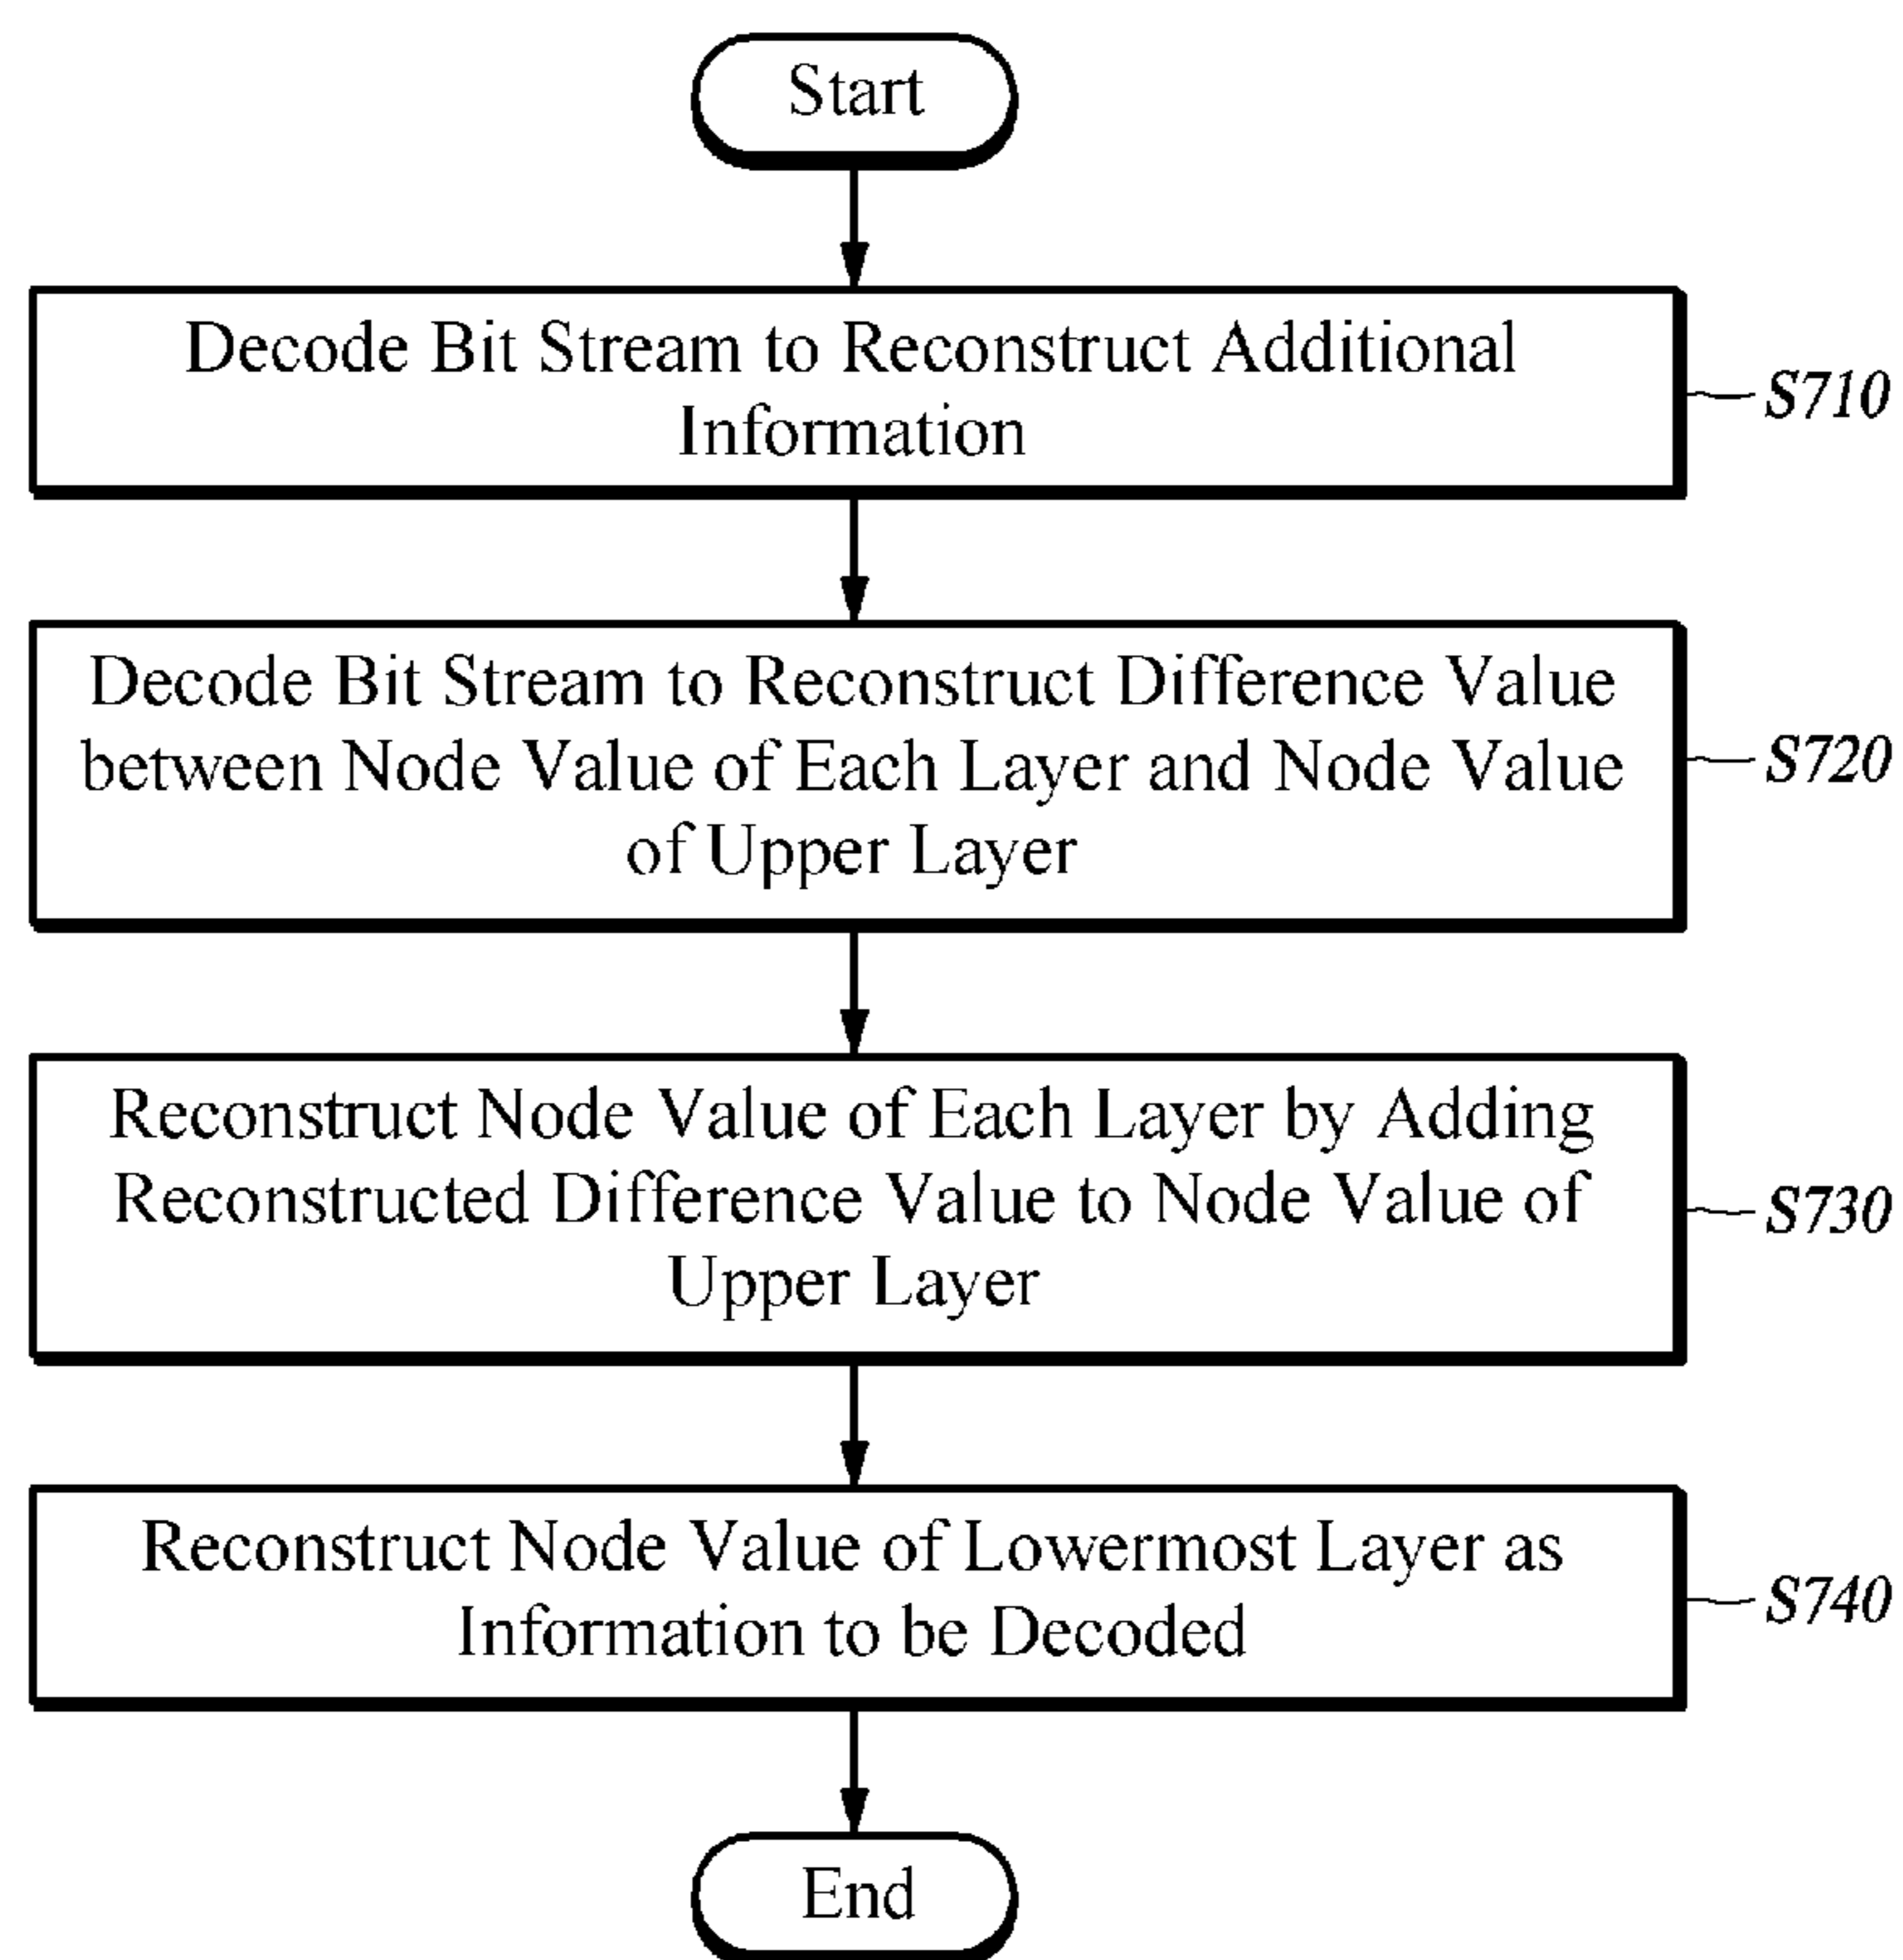 Start
Decode Bit Stream to Reconstruct Additional
Information
S710
Decode Bit Stream to Reconstruct Difference Value
between Node Value of Each Layer and Node Value
of Upper Layer
S720
Reconstruct Node Value of Each Layer by Adding
Reconstructed Difference Value to Node Value of
Upper Layer
S730
Reconstruct Node Value of Lowermost Layer as
Information to be Decoded
S740
End